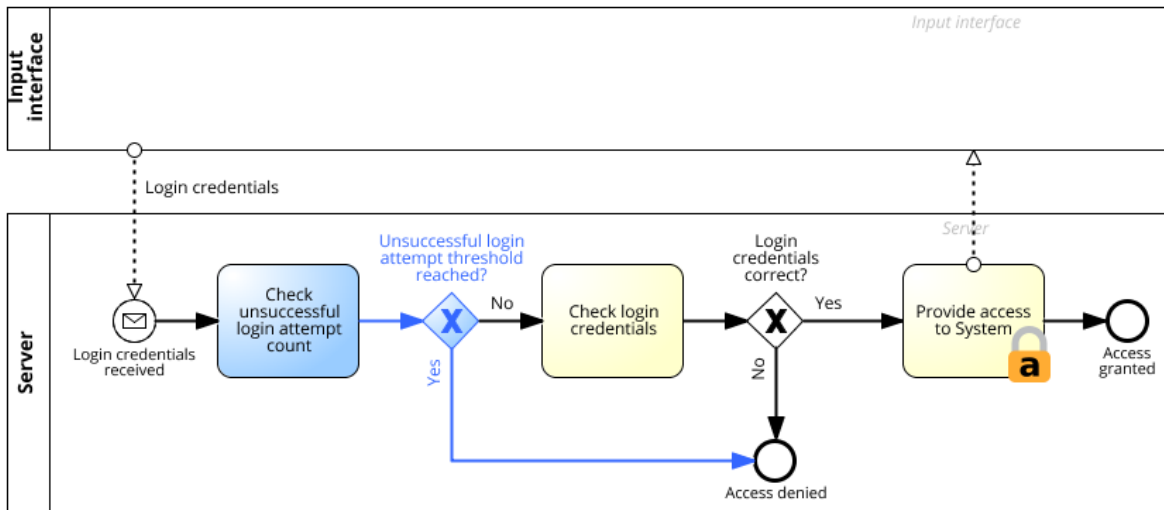 Input
interface
Input interface
Login credentials
Server
Server
Login credentials
received
Check
unsuccessful
login attempt
count
Unsuccessful login
attempt threshold
reached?
X
No
Yes
Check login
credentials
Login
credentials
correct?
X
Yes
No
Provide access
to System
a
Access
granted
Access denied